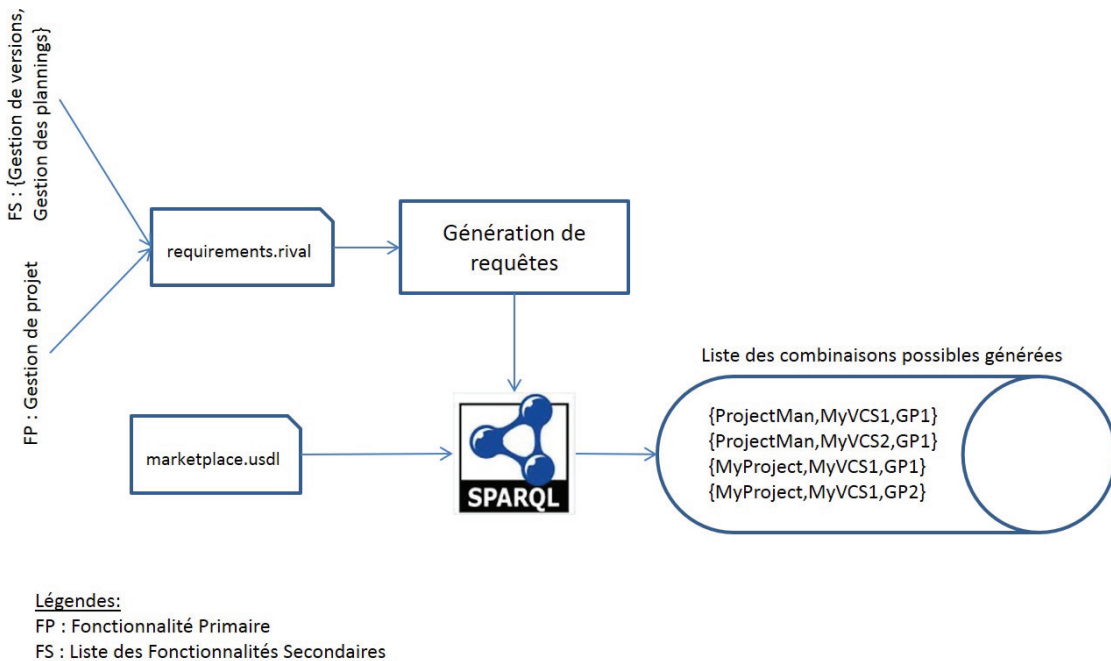 FS : {Gestion de versions,
Gestion des plannings}
FP : Gestion de projet
requirements.rival
Génération de
requêtes
marketplace.usdl
SPARQL
Liste des combinaisons possibles générées
{ProjectMan,MyVCS1,GP1}
{ProjectMan,MyVCS2,GP1}
{MyProject,MyVCS1,GP1}
{MyProject,MyVCS1,GP2}
Légendes:
FP : Fonctionnalité Primaire
FS : Liste des Fonctionnalités Secondaires